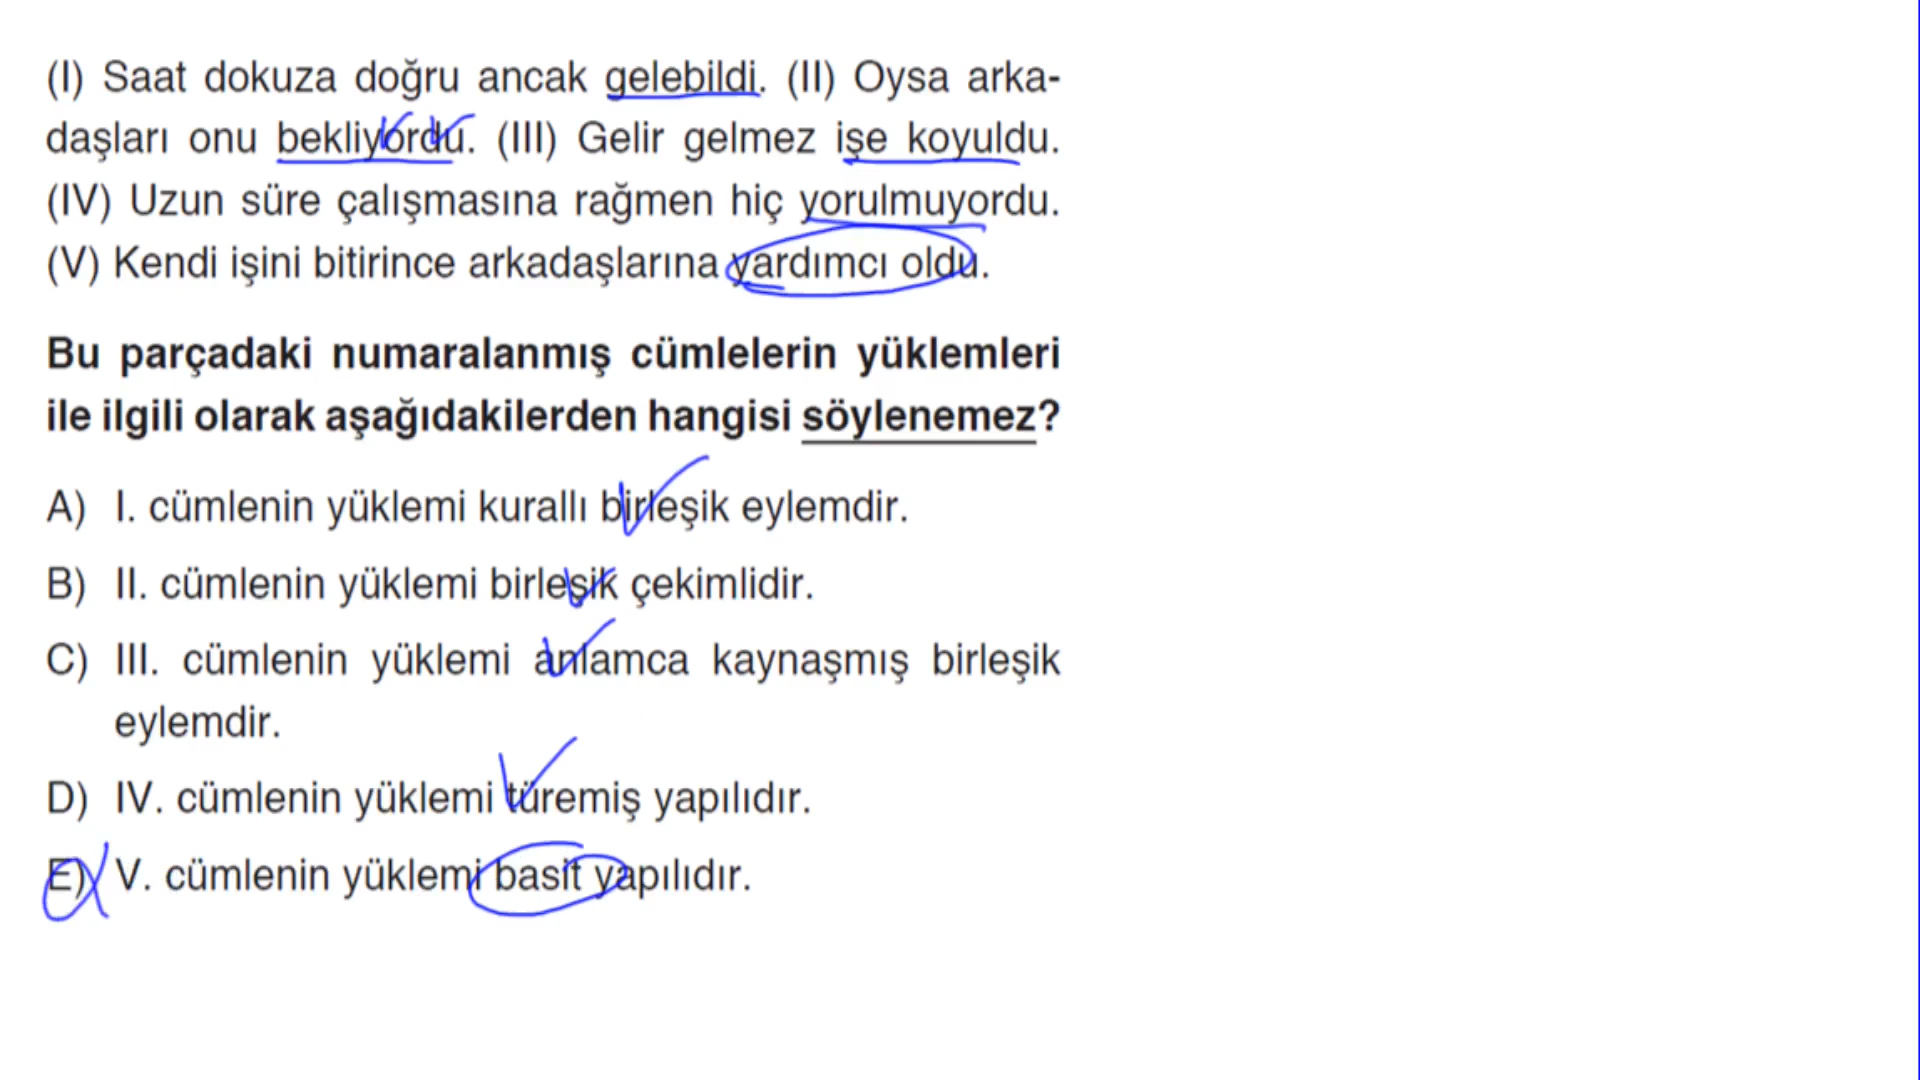 (I) Saat dokuza doğru ancak gelebildi. (II) Oysa arka-
daşları onu bekliyordu. (III) Gelir gelmez işe koyuldu.
(IV) Uzun süre çalışmasına rağmen hiç yorulmuyordu.
(V) Kendi işini bitirince arkadaşlarına yardımcı oldu.
Bu parçadaki numaralanmış cümlelerin yüklemleri
ile ilgili olarak aşağıdakilerden hangisi söylenemez?
A) I. cümlenin yüklemi kurallı birleşik eylemdir.
B) II. cümlenin yüklemi birleşik çekimlidir.
C) III. cümlenin yüklemi anlamca kaynaşmış birleşik
eylemdir.
D) IV. cümlenin yüklemi türemiş yapılıdır.
E) V. cümlenin yüklemi basit yapılıdır.